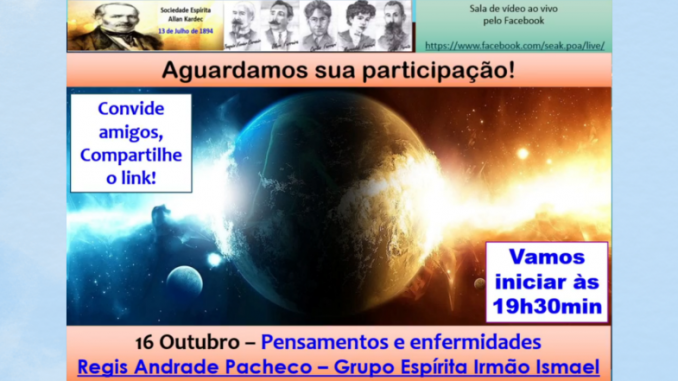 Sociedade Espírita
Allan Kardec
13 de Julho de 1894
Sala de vídeo ao vivo
pelo Facebook
https://www.facebook.com/seak.poa/live/
Aguardamos sua participação!
Convide
amigos,
Compartilhe
o link!
Vamos
iniciar às
19h30min
16 Outubro – Pensamentos e enfermidades
Regis Andrade Pacheco – Grupo Espírita Irmão Ismael